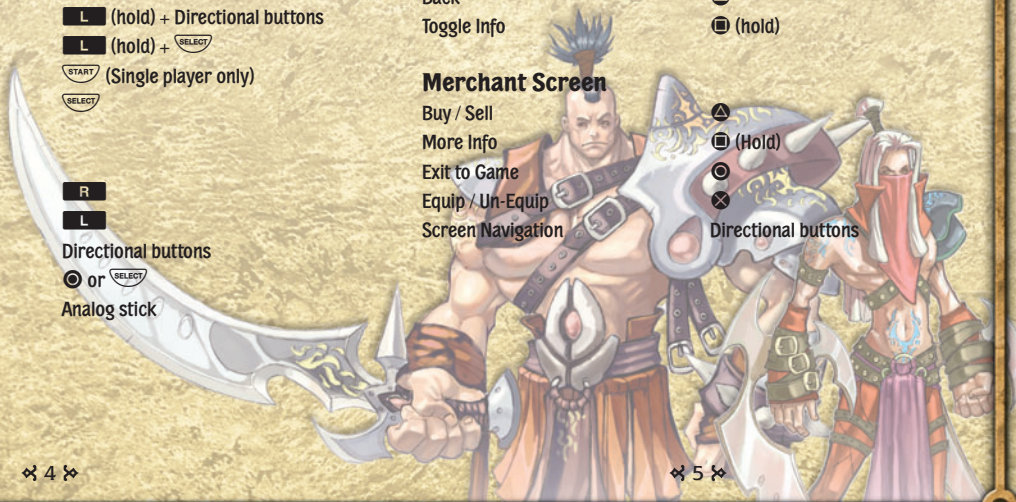 L (hold) + Directional buttons
L (hold) + SELECT
START (Single player only)
SELECT
R
L
Directional buttons
or SELECT
Analog stick
4
Toggle Info (hold)
Merchant Screen
Buy / Sell
More Info (Hold)
Exit to Game
Equip / Un-Equip
Screen Navigation Directional buttons
5